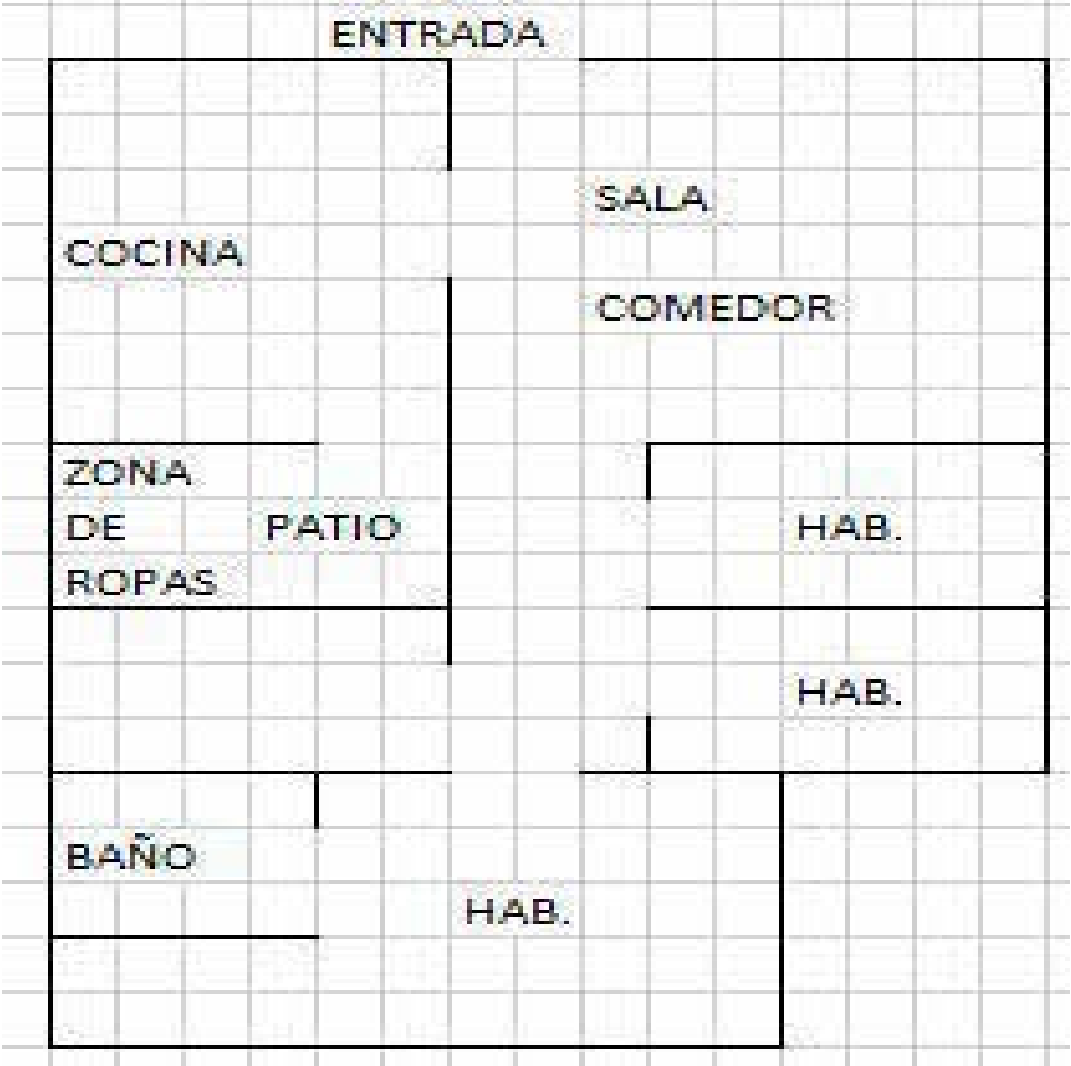 ENTRADA
SALA
COCINA
COMEDOR
ZONA
DE
ROPAS
PATIO
HAB.
HAB.
BAÑO
HAB.